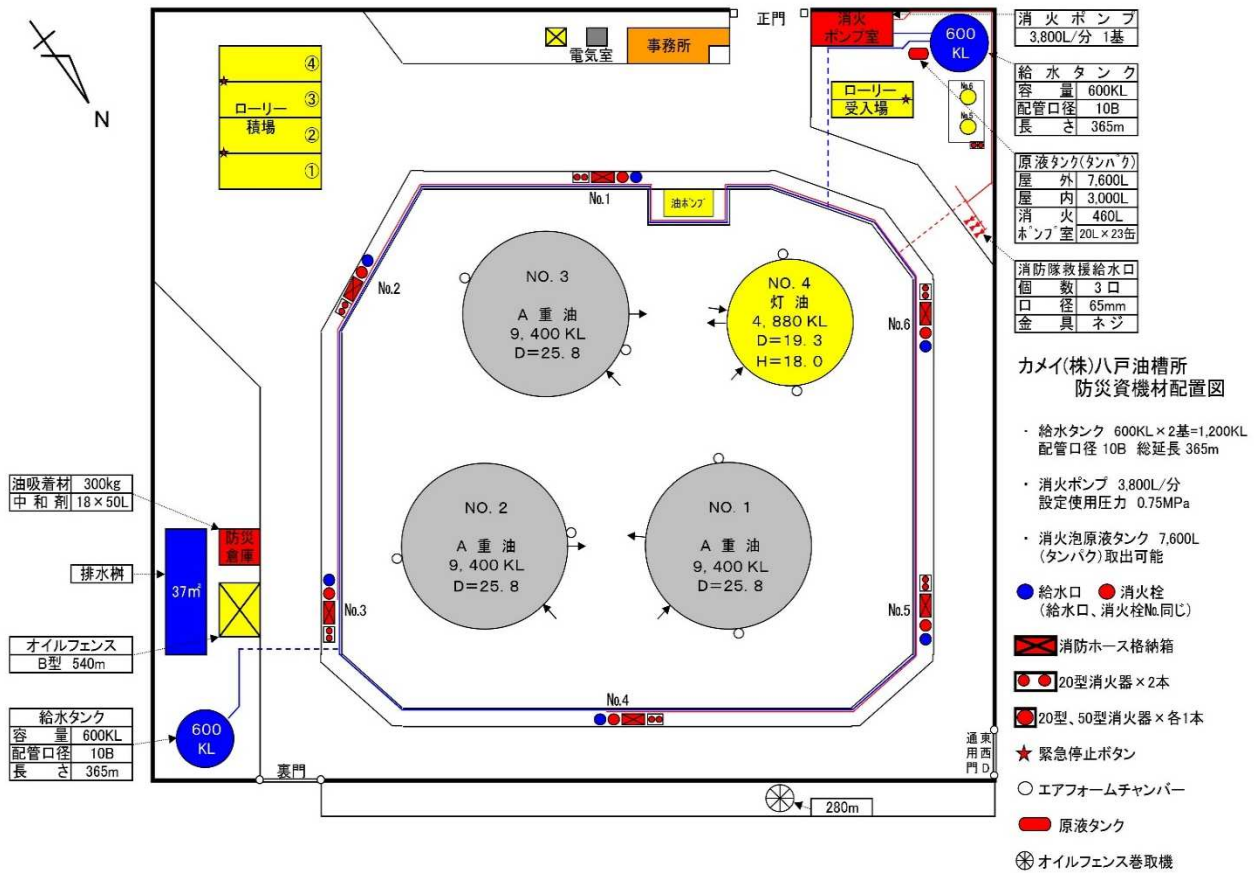 正門
消火
ポンプ室
600
KL
事務所
電気室
消火ポンプ
3,800L/分 1基
給水タンク
容量 600KL
配管口径 10B
長さ 365m
原液タンク(タンパク)
屋外 7,600L
屋内 3,000L
消火 460L
ポンプ室 20L×23缶
消防隊救援給水口
個数 3口
口径 65mm
金具 ネジ
④
③
ローリー
積場
②
①
N
ローリー
受入場
No.6
No.5
No.1
油ポンプ
No.2
No.6
NO. 3
A 重油
9, 400 KL
D=25. 8
NO. 4
灯油
4, 880 KL
D=19. 3
H=18. 0
カメイ(株)八戸油槽所
防災資機材配置図
・ 給水タンク 600KL×2基=1,200KL
配管口径 10B 総延長 365m
・ 消火ポンプ 3,800L/分
設定使用圧力 0.75MPa
・ 消火泡原液タンク 7,600L
(タンパク)取出可能
給水口 消火栓
(給水口、消火栓No.同じ)
消防ホース格納箱
20型消火器×2本
20型、50型消火器×各1本
緊急停止ボタン
エアフォームチャンバー
原液タンク
オイルフェンス巻取機
NO. 2
A 重油
9, 400 KL
D=25. 8
NO. 1
A 重油
9, 400 KL
D=25. 8
油吸着材 300kg
中和剤 18×50L
防災
倉庫
排水桝
37㎥
オイルフェンス
B型 540m
No.3
No.5
No.4
給水タンク
容量 600KL
配管口径 10B
長さ 365m
600
KL
裏門
東西D
通用門
280m